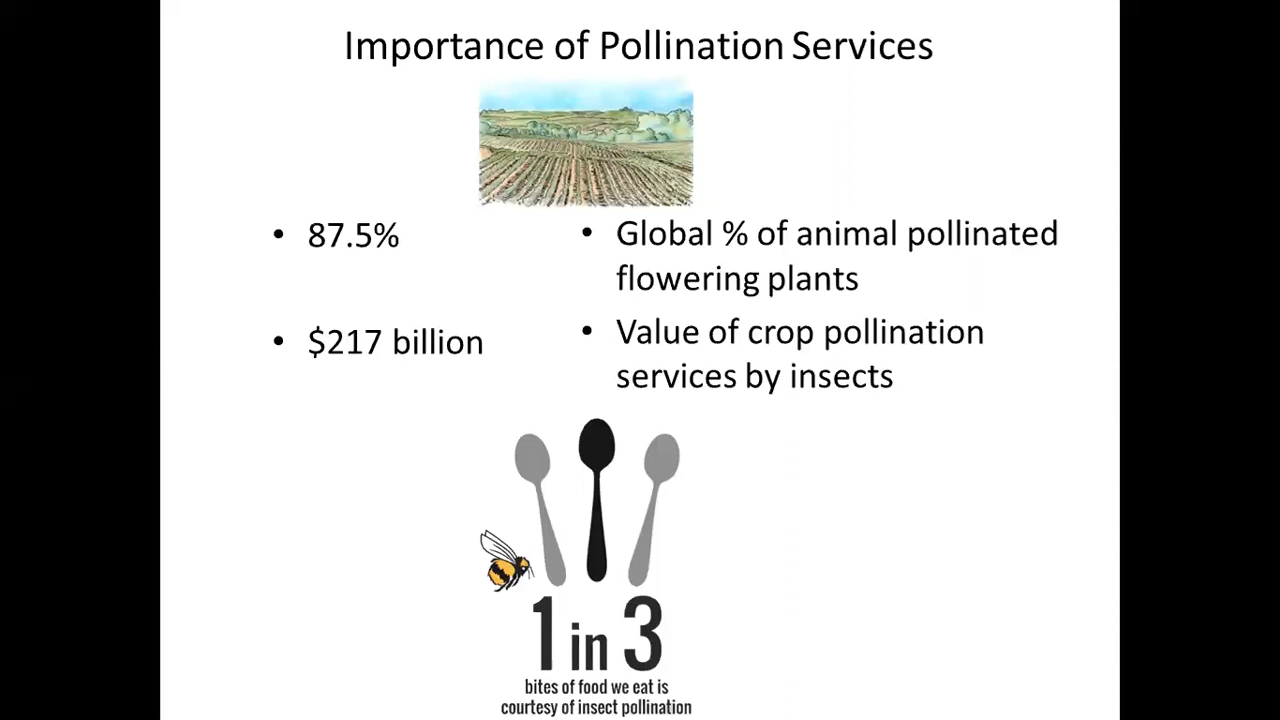 Importance of Pollination Services
• 87.5%
• Global % of animal pollinated
flowering plants
• $217 billion
• Value of crop pollination
services by insects
1 in 3
bites of food we eat is
courtesy of insect pollination